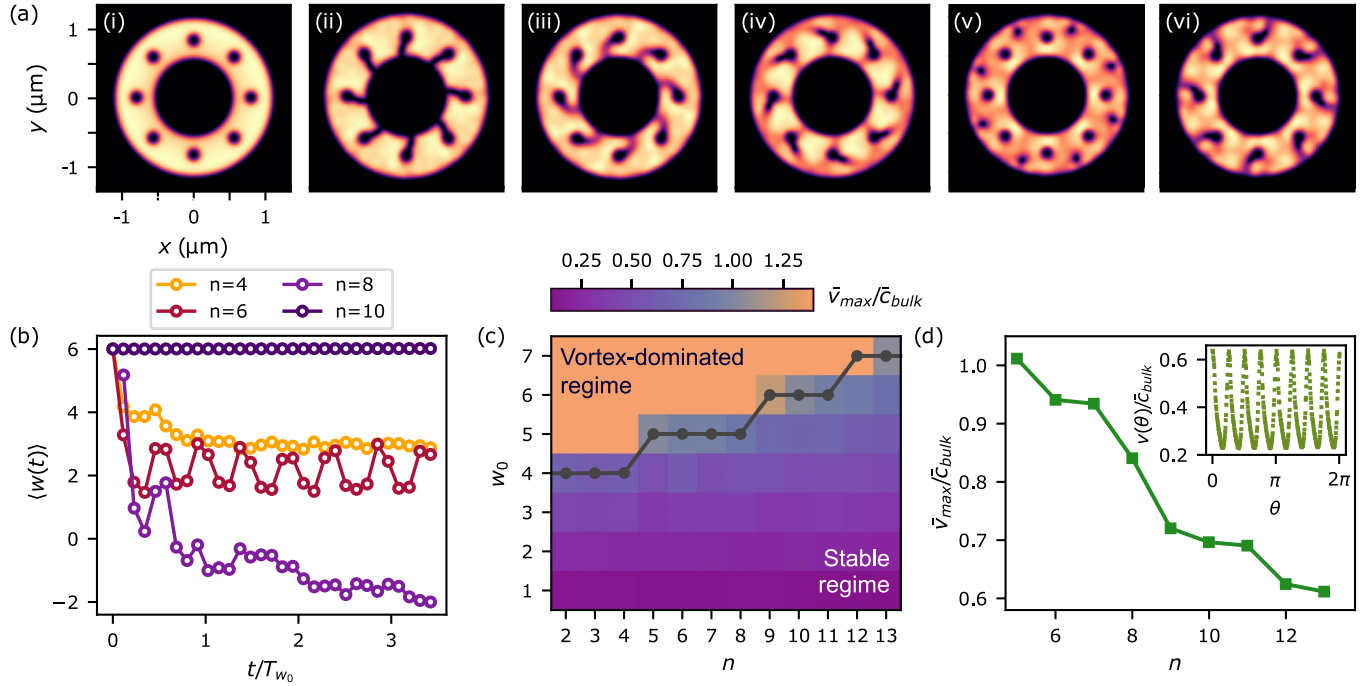 (a)
(i)
(ii)
(iii)
(iv)
(v)
(vi)
y (μm)
1
0
-1
-1 0 1
x (μm)
n=4
n=6
n=8
n=10
(b)
⟨w(t)⟩
6
4
2
0
−2
0 1 2 3
t/T_{w_0}
0.25 0.50 0.75 1.00 1.25
v̄_{max}/c̄_{bulk}
(c)
w_0
7
6
5
4
3
2
1
Vortex-dominated
regime
Stable
regime
2 3 4 5 6 7 8 9 10 11 12 13
n
(d)
v̄_{max}/c̄_{bulk}
1.0
0.9
0.8
0.7
0.6
6 8 10 12
n
v(θ)/c̄_{bulk}
0.6
0.4
0.2
0 π 2π
θ